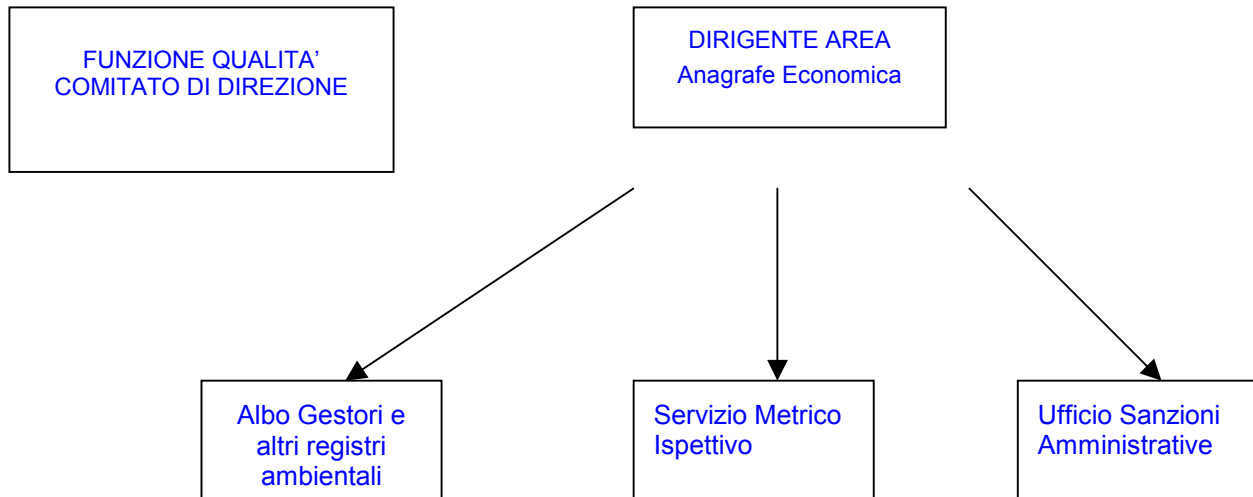 FUNZIONE QUALITA’
COMITATO DI DIREZIONE
DIRIGENTE AREA
Anagrafe Economica
Albo Gestori e
altri registri
ambientali
Servizio Metrico
Ispettivo
Ufficio Sanzioni
Amministrative